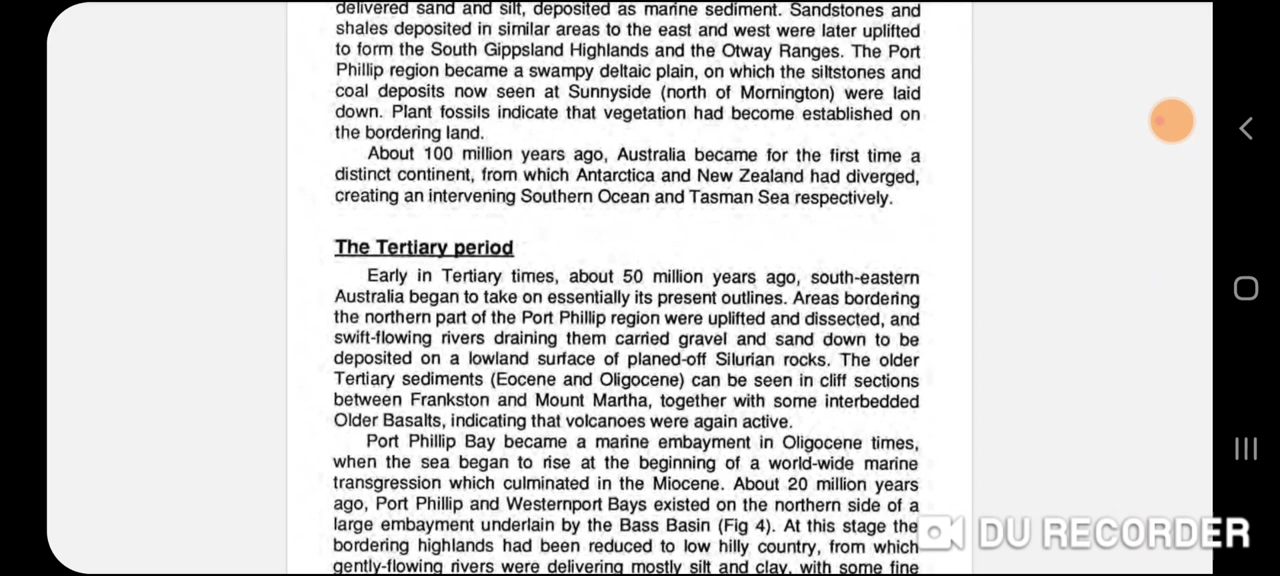 delivered sand and silt, deposited as marine sediment. Sandstones and
shales deposited in similar areas to the east and west were later uplifted
to form the South Gippsland Highlands and the Otway Ranges. The Port
Phillip region became a swampy deltaic plain, on which the siltstones and
coal deposits now seen at Sunnyside (north of Mornington) were laid
down. Plant fossils indicate that vegetation had become established on
the bordering land.
About 100 million years ago, Australia became for the first time a
distinct continent, from which Antarctica and New Zealand had diverged,
creating an intervening Southern Ocean and Tasman Sea respectively.
The Tertiary period
Early in Tertiary times, about 50 million years ago, south-eastern
Australia began to take on essentially its present outlines. Areas bordering
the northern part of the Port Phillip region were uplifted and dissected, and
swift-flowing rivers draining them carried gravel and sand down to be
deposited on a lowland surface of planed-off Silurian rocks. The older
Tertiary sediments (Eocene and Oligocene) can be seen in cliff sections
between Frankston and Mount Martha, together with some interbedded
Older Basalts, indicating that volcanoes were again active.
Port Phillip Bay became a marine embayment in Oligocene times,
when the sea began to rise at the beginning of a world-wide marine
transgression which culminated in the Miocene. About 20 million years
ago, Port Phillip and Westernport Bays existed on the northern side of a
large embayment underlain by the Bass Basin (Fig 4). At this stage the
bordering highlands had been reduced to low hilly country, from which
gently-flowing rivers were delivering mostly silt and clay, with some fine
DU RECORDER